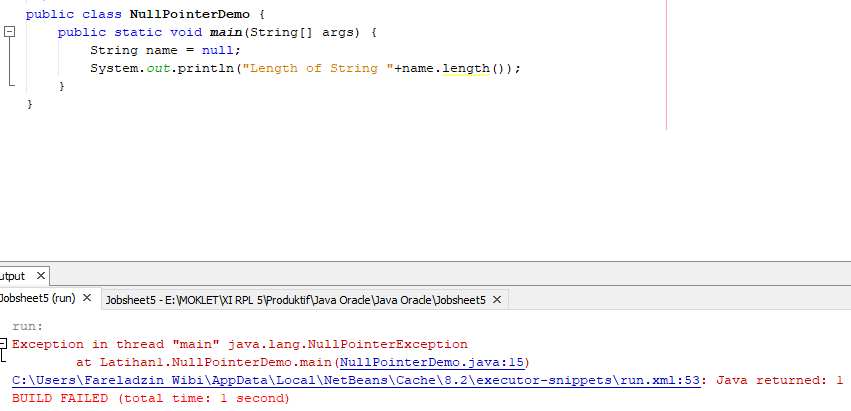 public class NullPointerDemo {
public static void main(String[] args) {
String name = null;
System.out.println("Length of String "+name.length());
}
}
utput
Jobsheet5 (run) Jobsheet5 - E:\MOKLET\XI RPL 5\Produktif\Java Oracle\Java Oracle\Jobsheet5
run:
Exception in thread "main" java.lang.NullPointerException
at Latihan1.NullPointerDemo.main(NullPointerDemo.java:15)
C:\Users\Fareladzin Wibi\AppData\Local\NetBeans\Cache\8.2\executor-snippets\run.xml:53: Java returned: 1
BUILD FAILED (total time: 1 second)